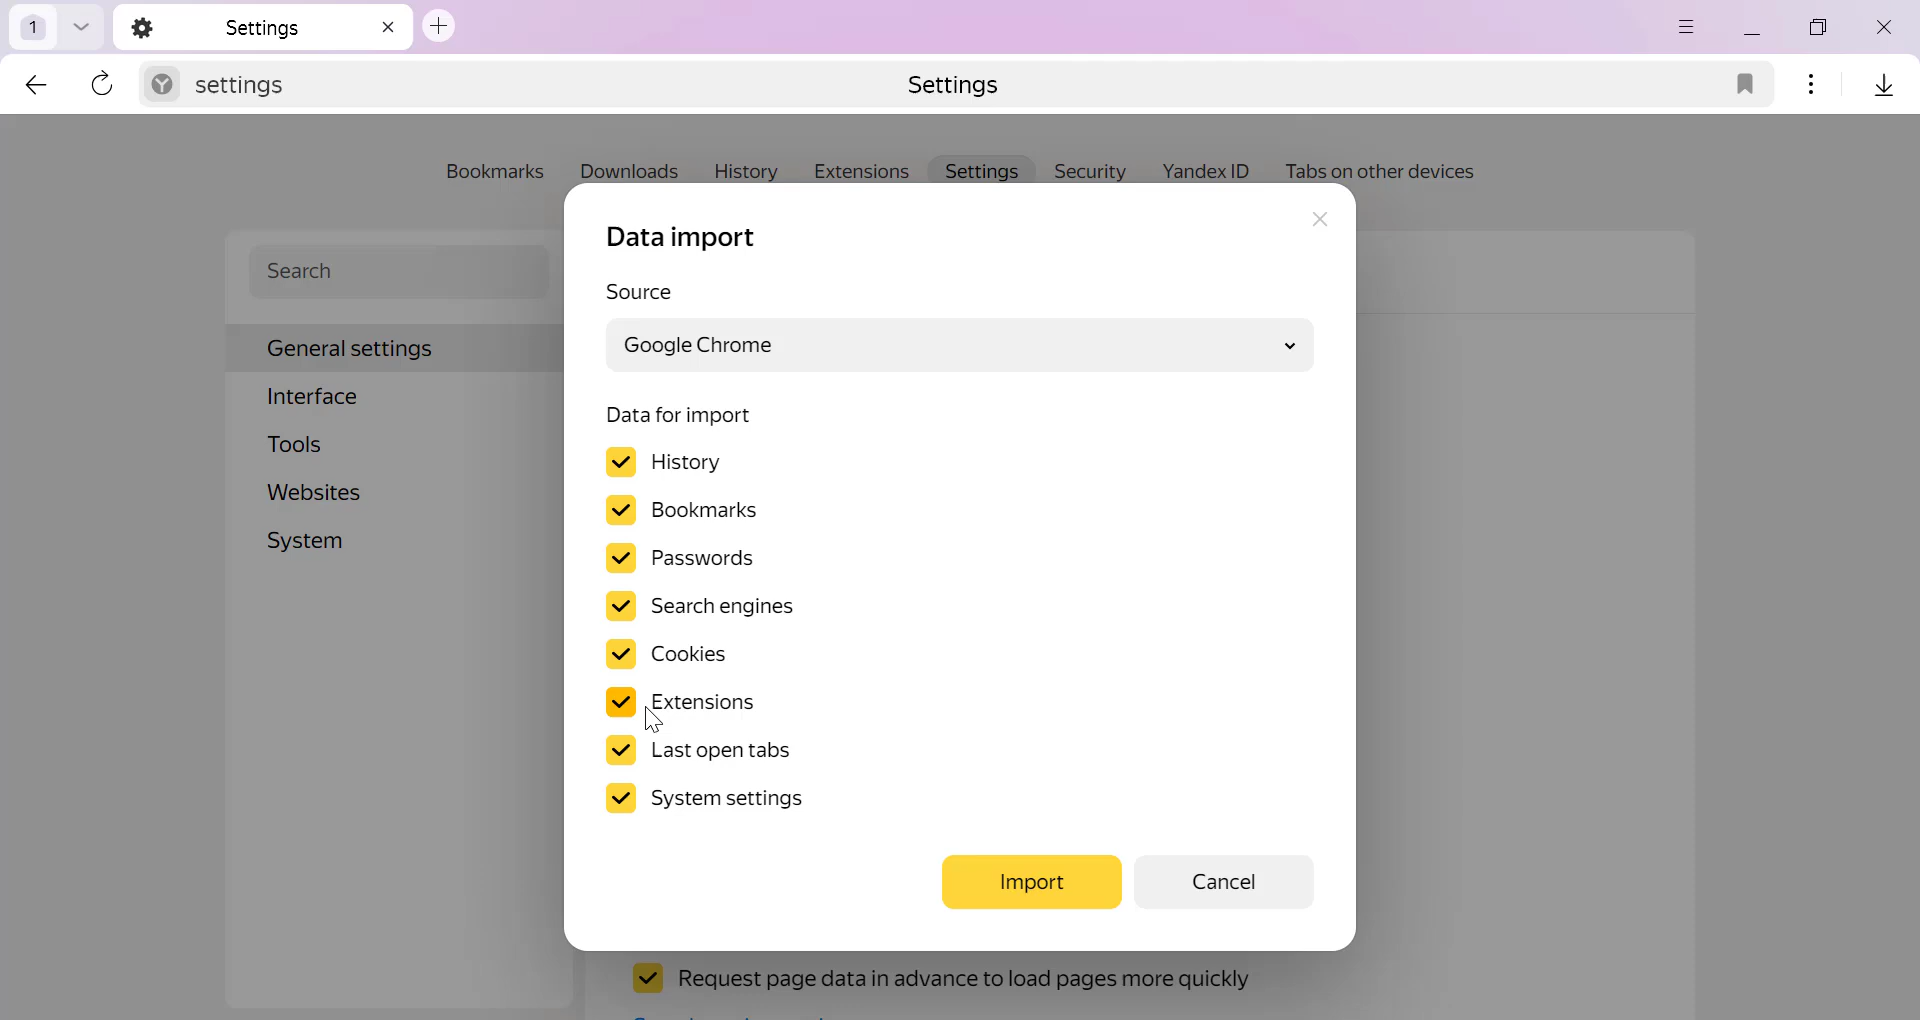 1
Settings
settings
Settings
Bookmarks Downloads History Extensions Settings Security Yandex ID Tabs on other devices
Search
General settings
Interface
Tools
Websites
System
Data import
Source
Google Chrome
Data for import
History
Bookmarks
Passwords
Search engines
Cookies
Extensions
Last open tabs
System settings
Import Cancel
Request page data in advance to load pages more quickly